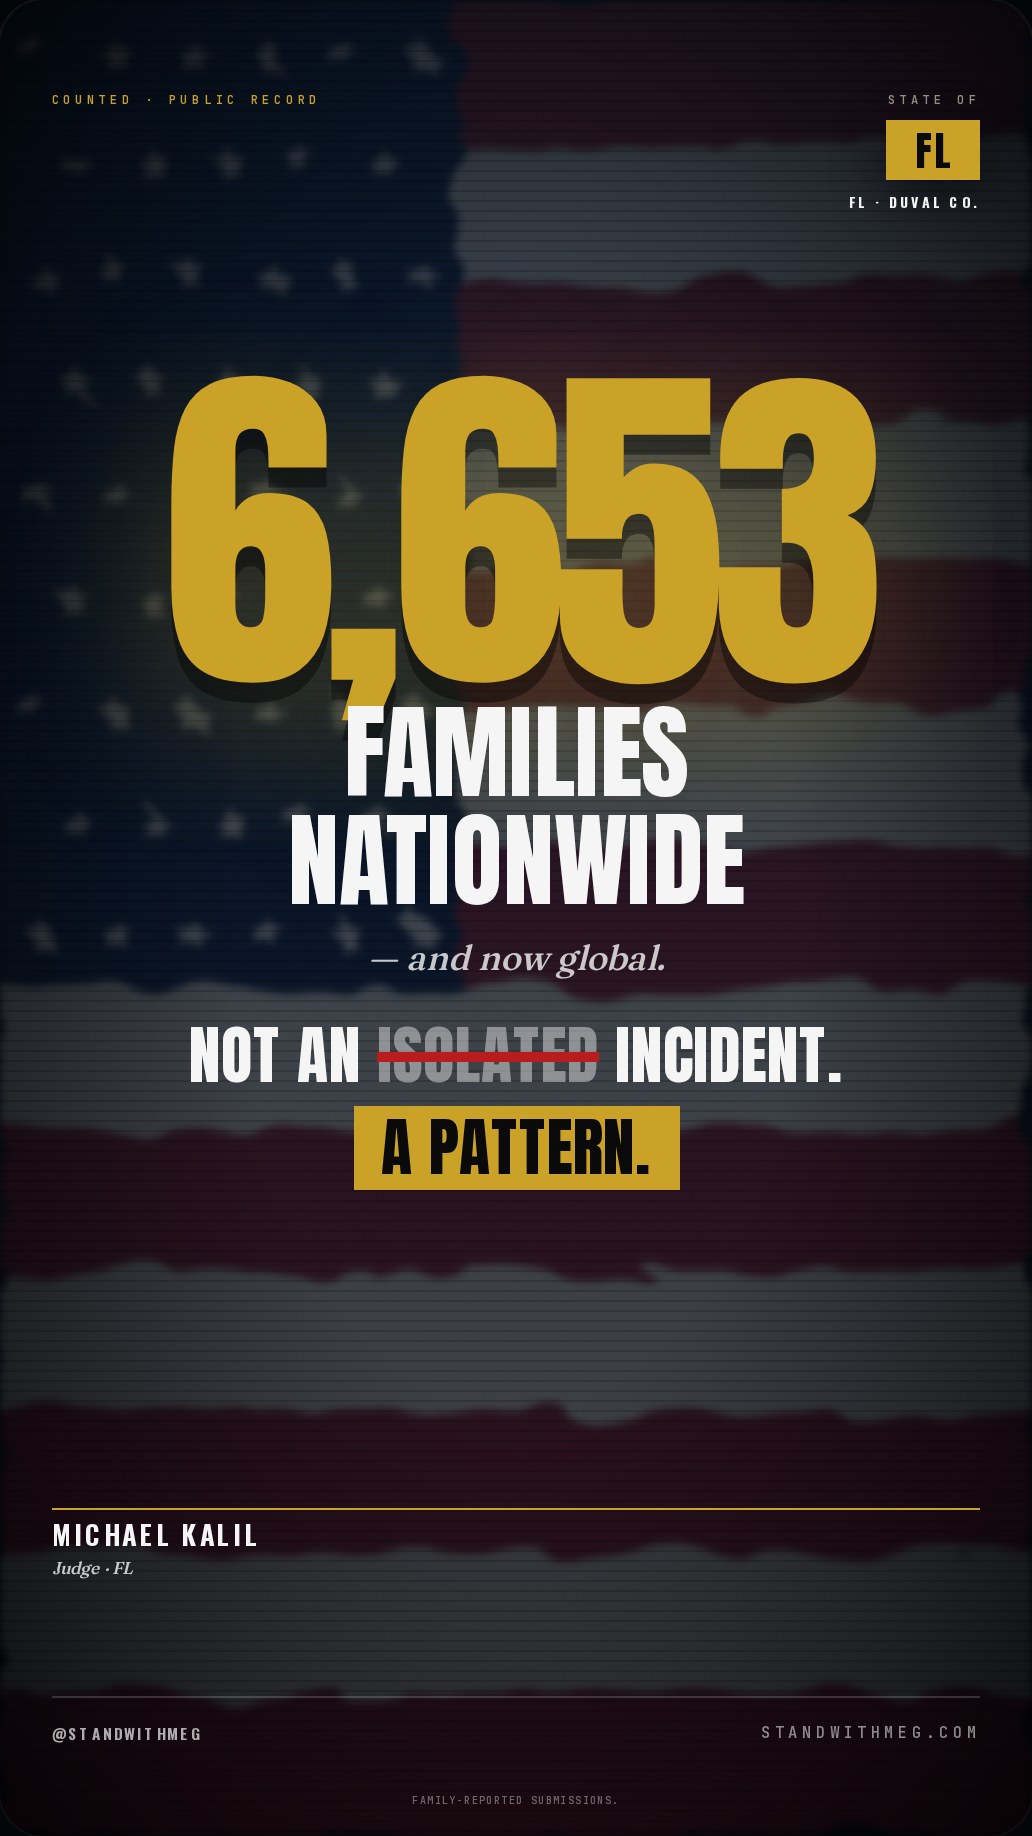 COUNTED · PUBLIC RECORD
STATE OF
FL
FL · DUVAL CO.
6,653
FAMILIES
NATIONWIDE
— and now global.
NOT AN ISOLATED INCIDENT.
A PATTERN.
MICHAEL KALIL
Judge · FL
@STANDWITHMEG
STANDWITHMEG.COM
FAMILY-REPORTED SUBMISSIONS.